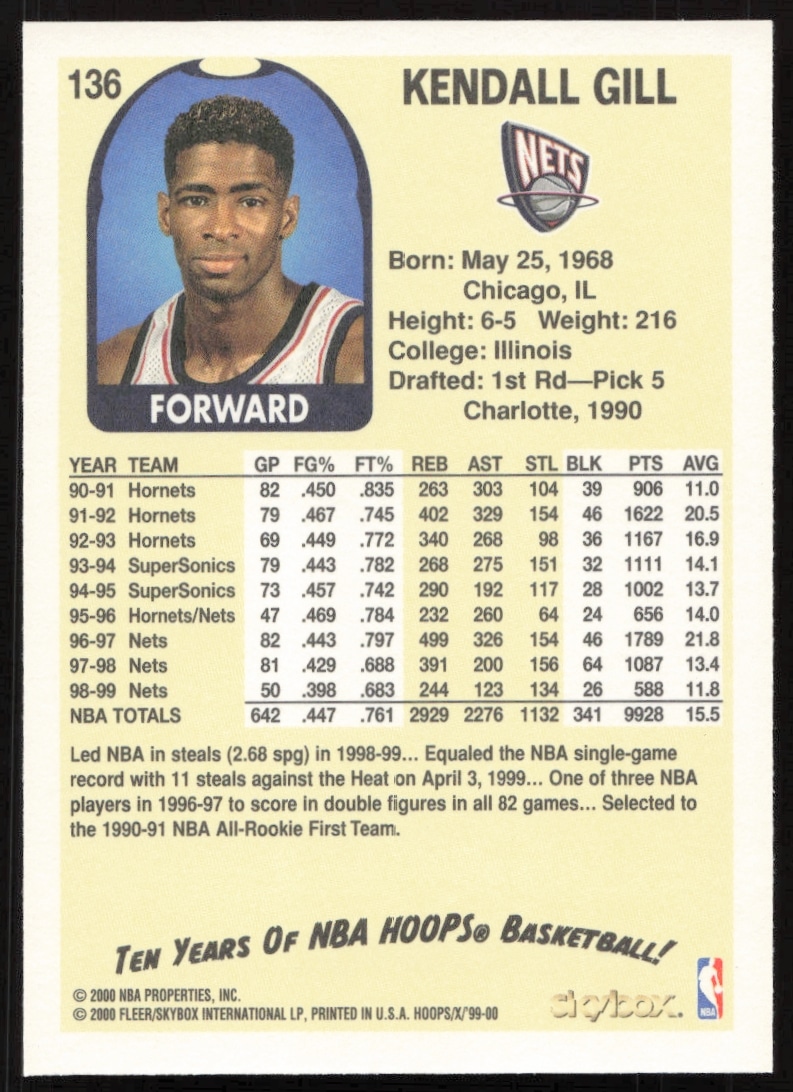 136
KENDALL GILL
NETS
Born: May 25, 1968
Chicago, IL
Height: 6-5 Weight: 216
College: Illinois
Drafted: 1st Rd—Pick 5
Charlotte, 1990
FORWARD
YEAR TEAM GP FG% FT% REB AST STL BLK PTS AVG
90-91 Hornets 82 .450 .835 263 303 104 39 906 11.0
91-92 Hornets 79 .467 .745 402 329 154 46 1622 20.5
92-93 Hornets 69 .449 .772 340 268 98 36 1167 16.9
93-94 SuperSonics 79 .443 .782 268 275 151 32 1111 14.1
94-95 SuperSonics 73 .457 .742 290 192 117 28 1002 13.7
95-96 Hornets/Nets 47 .469 .784 232 260 64 24 656 14.0
96-97 Nets 82 .443 .797 499 326 154 46 1789 21.8
97-98 Nets 81 .429 .688 391 200 156 64 1087 13.4
98-99 Nets 50 .398 .683 244 123 134 26 588 11.8
NBA TOTALS 642 .447 .761 2929 2276 1132 341 9928 15.5
Led NBA in steals (2.68 spg) in 1998-99... Equaled the NBA single-game
record with 11 steals against the Heat on April 3, 1999... One of three NBA
players in 1996-97 to score in double figures in all 82 games... Selected to
the 1990-91 NBA All-Rookie First Team.
TEN YEARS OF NBA HOOPS® BASKETBALL!
© 2000 NBA PROPERTIES, INC.
© 2000 FLEER/SKYBOX INTERNATIONAL LP, PRINTED IN U.S.A. HOOPS/X/'99-00
skybox.
NBA